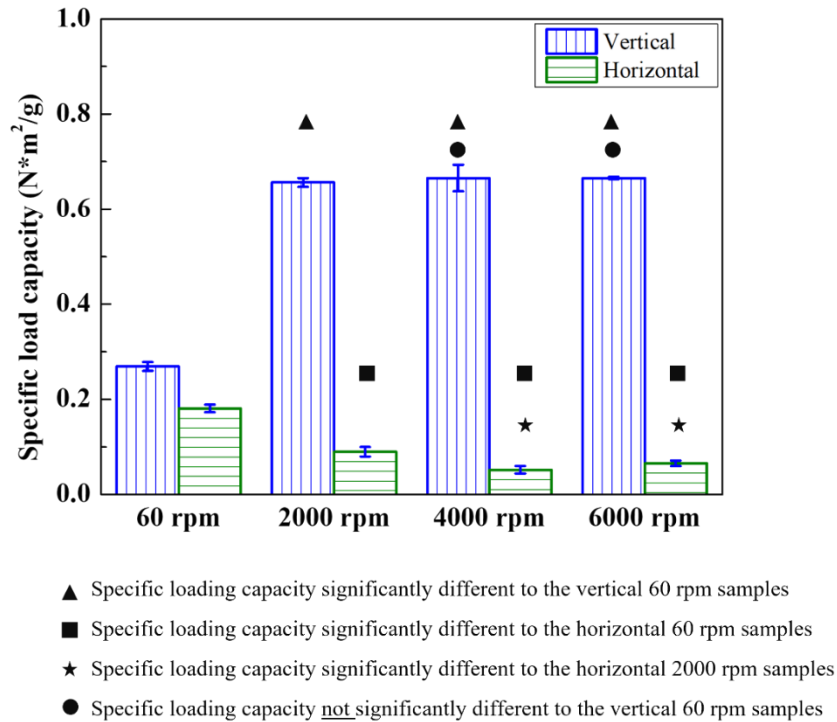 1.0
0.8
0.6
0.4
0.2
0.0
Specific load capacity (N*m²/g)
Vertical
Horizontal
60 rpm 2000 rpm 4000 rpm 6000 rpm
▲ Specific loading capacity significantly different to the vertical 60 rpm samples
■ Specific loading capacity significantly different to the horizontal 60 rpm samples
★ Specific loading capacity significantly different to the horizontal 2000 rpm samples
● Specific loading capacity not significantly different to the vertical 60 rpm samples